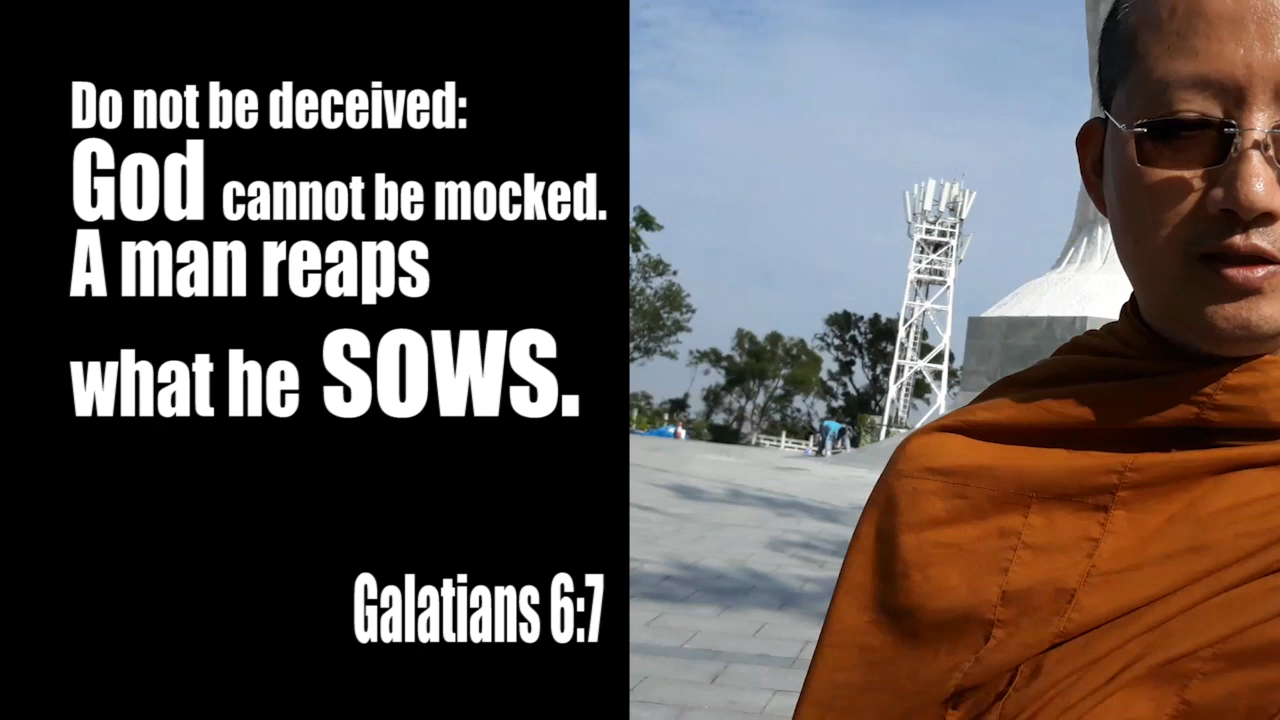 Do not be deceived:
God cannot be mocked.
A man reaps
what he SOWS.
Galatians 6:7